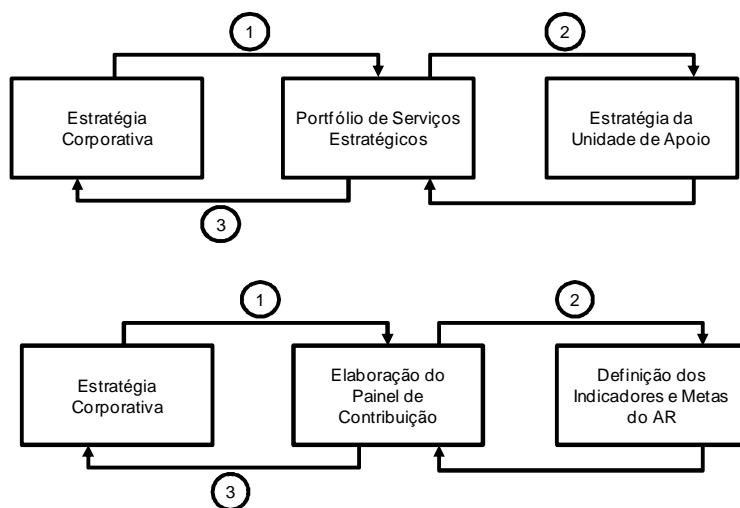 1
2
Estratégia
Corporativa
Portfólio de Serviços
Estratégicos
Estratégia da
Unidade de Apoio
3
1
2
Estratégia
Corporativa
Elaboração do
Painel de
Contribuição
Definição dos
Indicadores e Metas
do AR
3